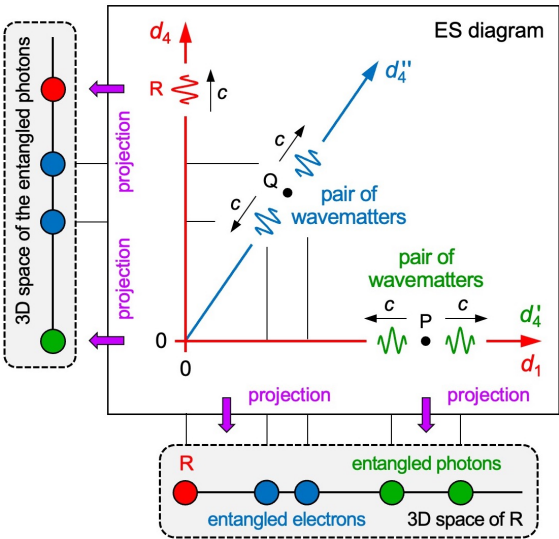 ES diagram
d₄
R
c
d₄''
c
Q
c
pair of
wavematters
pair of
wavematters
c
P
c
d₄'
d₁
0
0
3D space of the entangled photons
projection
projection
projection
projection
R
entangled photons
entangled electrons
3D space of R